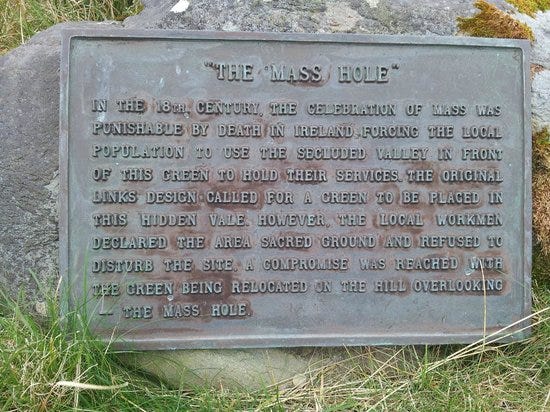 "THE MASS HOLE"
IN THE 18TH. CENTURY, THE CELEBRATION OF MASS WAS
PUNISHABLE BY DEATH IN IRELAND, FORCING THE LOCAL
POPULATION TO USE THE SECLUDED VALLEY IN FRONT
OF THIS GREEN TO HOLD THEIR SERVICES. THE ORIGINAL
LINKS DESIGN CALLED FOR A GREEN TO BE PLACED IN
THIS HIDDEN VALE. HOWEVER, THE LOCAL WORKMEN
DECLARED THE AREA SACRED GROUND AND REFUSED TO
DISTURB THE SITE. A COMPROMISE WAS REACHED WITH
THE GREEN BEING RELOCATED ON THE HILL OVERLOOKING
-- THE MASS HOLE.